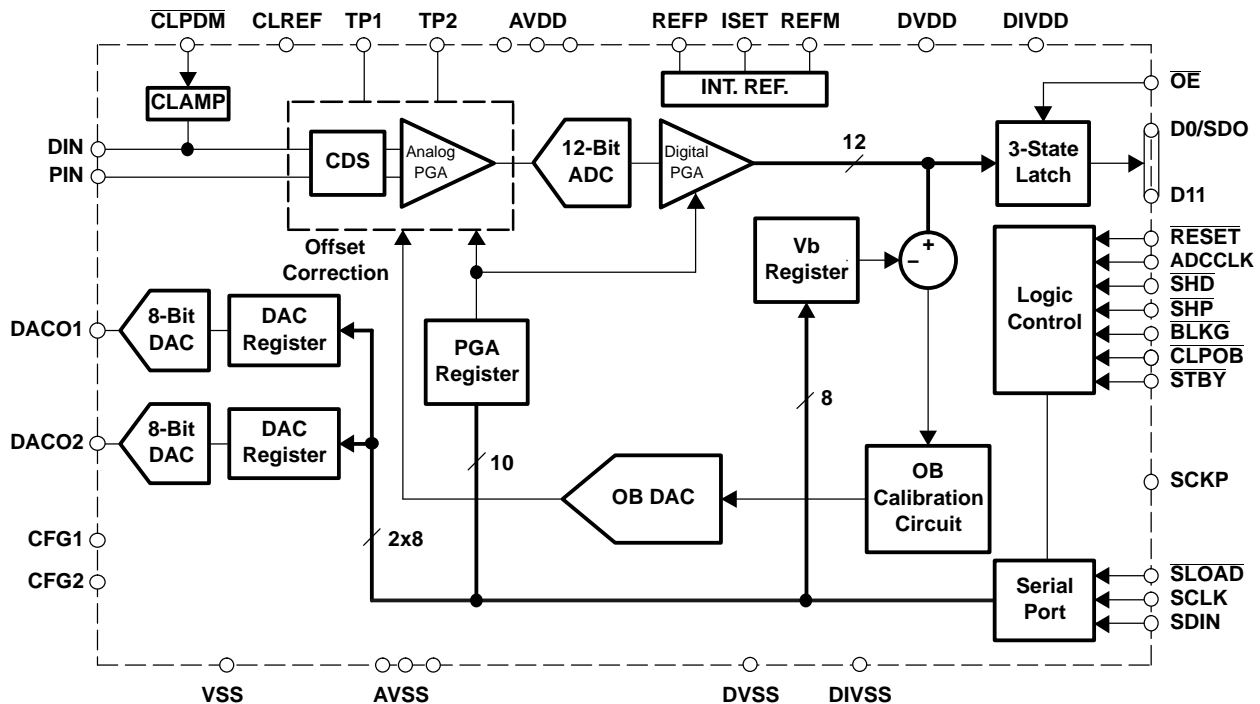 CLPDM CLREF TP1 TP2 AVDD REFP ISET REFM DVDD DIVDD
INT. REF.
OE
CLAMP
D0/SDO
DIN
PIN
CDS
Analog
PGA
12-Bit
ADC
Digital
PGA
12
3-State
Latch
D11
Offset
Correction
Vb
Register
+
−
Logic
Control
RESET
ADCCLK
SHD
SHP
BLKG
CLPOB
STBY
DACO1
8-Bit
DAC
DAC
Register
PGA
Register
8
DACO2
8-Bit
DAC
DAC
Register
10
OB DAC
OB
Calibration
Circuit
SCKP
2x8
CFG1
CFG2
Serial
Port
SLOAD
SCLK
SDIN
VSS AVSS DVSS DIVSS